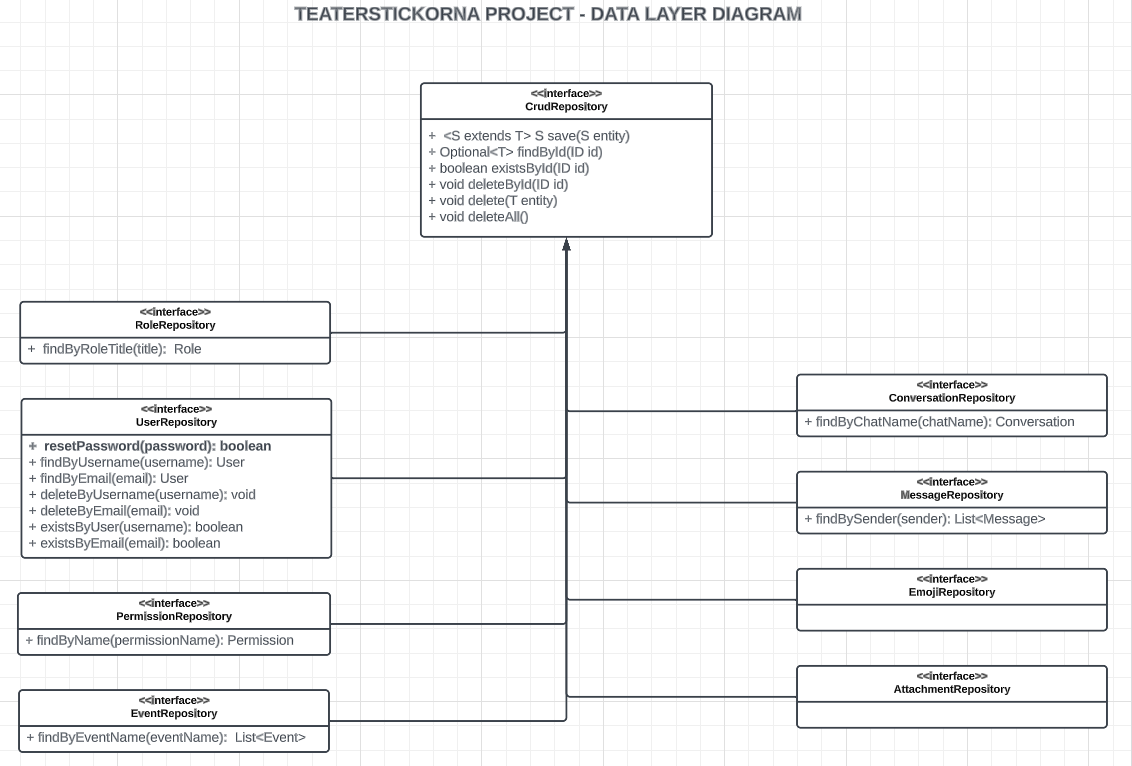 TEATERSTICKORNA PROJECT - DATA LAYER DIAGRAM
<<interface>>
CrudRepository
+ <S extends T> S save(S entity)
+ Optional<T> findById(ID id)
+ boolean existsById(ID id)
+ void deleteById(ID id)
+ void delete(T entity)
+ void deleteAll()
<<interface>>
RoleRepository
+ findByRoleTitle(title): Role
<<interface>>
UserRepository
+ resetPassword(password): boolean
+ findByUsername(username): User
+ findByEmail(email): User
+ deleteByUsername(username): void
+ deleteByEmail(email): void
+ existsByUser(username): boolean
+ existsByEmail(email): boolean
<<interface>>
PermissionRepository
+ findByName(permissionName): Permission
<<interface>>
EventRepository
+ findByEventName(eventName): List<Event>
<<interface>>
ConversationRepository
+ findByChatName(chatName): Conversation
<<interface>>
MessageRepository
+ findBySender(sender): List<Message>
<<interface>>
EmojiRepository
<<interface>>
AttachmentRepository